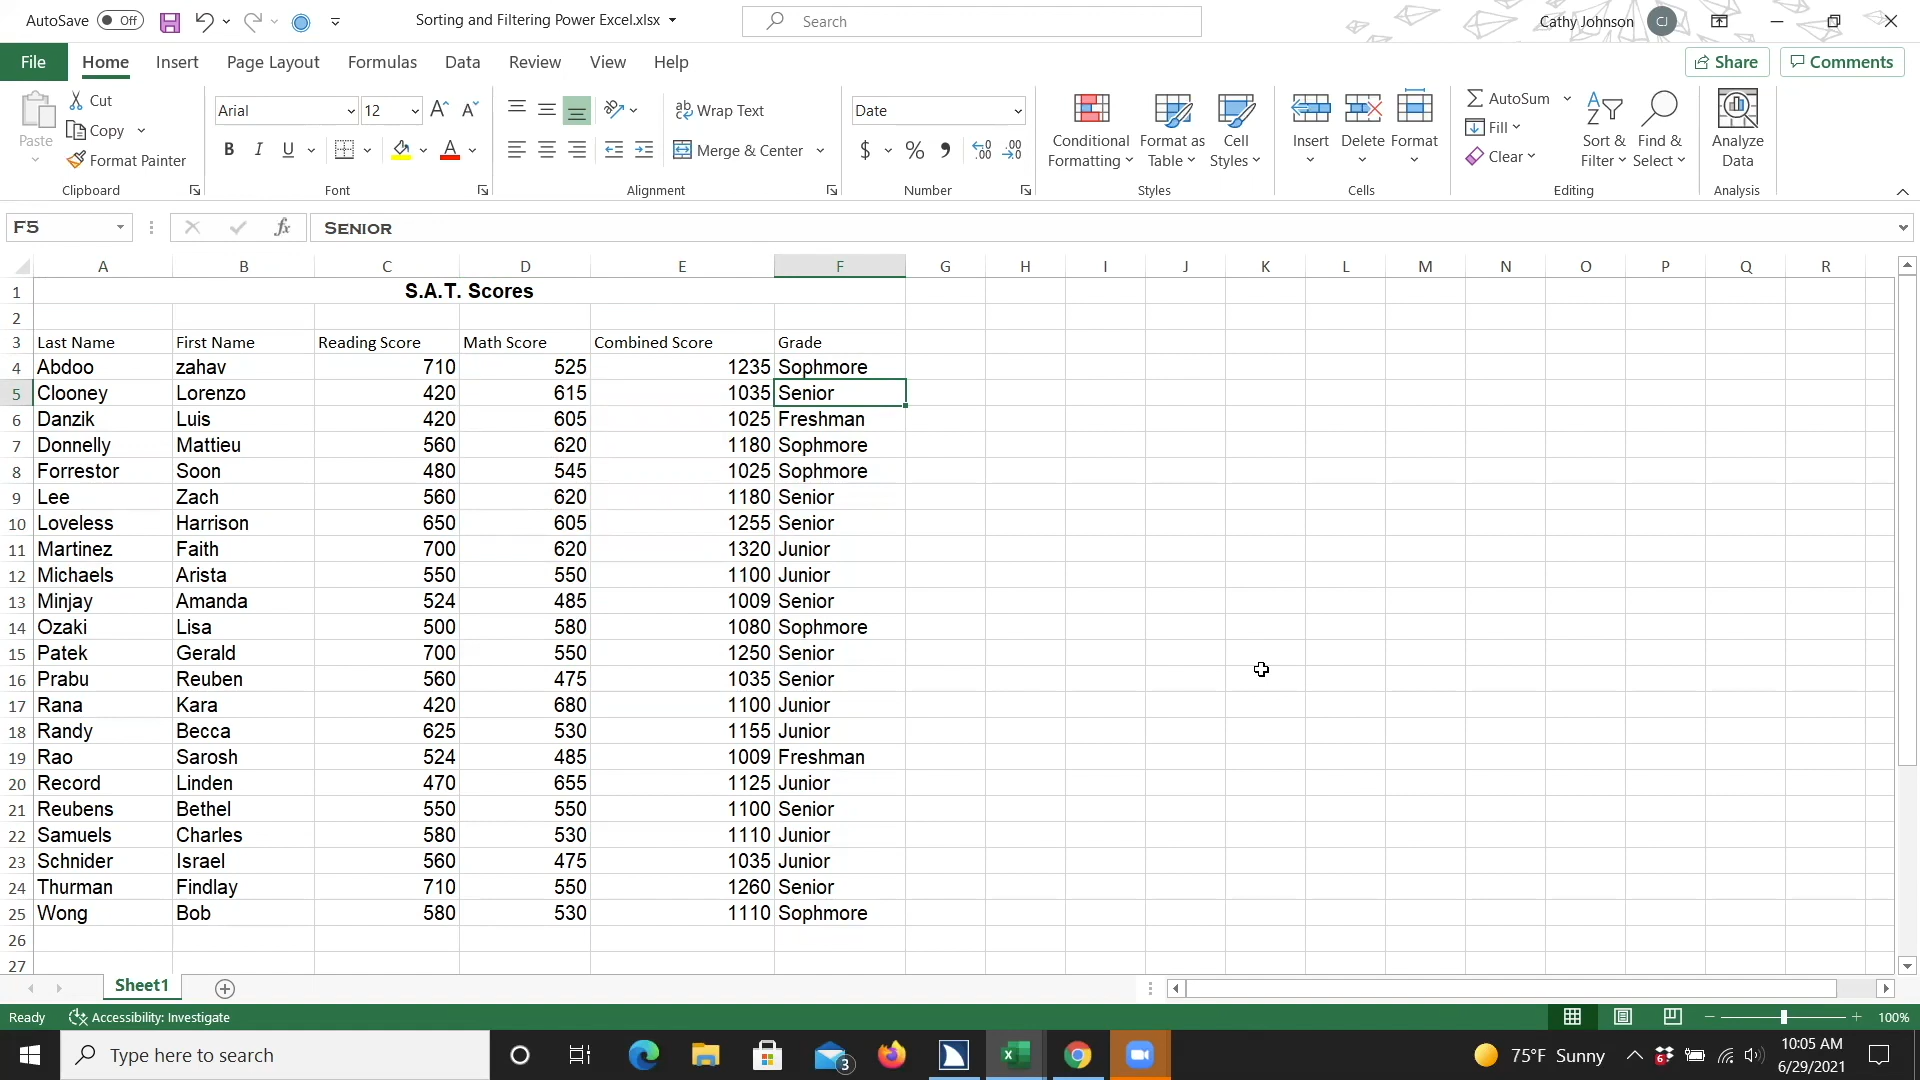 AutoSave Off Sorting and Filtering Power Excel.xlsx Search Cathy Johnson CJ
File Home Insert Page Layout Formulas Data Review View Help Share Comments
Paste Cut Copy Format Painter Clipboard
Arial 12 A A B I U A Font
ab Wrap Text Merge & Center Alignment
Date $ % , .00 .00 Number
Conditional Formatting Format as Table Cell Styles Styles
Insert Delete Format Cells
AutoSum Fill Clear Sort & Filter Find & Select Editing
Analyze Data Analysis
F5 fx SENIOR
A B C D E F G H I J K L M N O P Q R
1 S.A.T. Scores
2
3 Last Name First Name Reading Score Math Score Combined Score Grade
4 Abdoo zahav 710 525 1235 Sophmore
5 Clooney Lorenzo 420 615 1035 Senior
6 Danzik Luis 420 605 1025 Freshman
7 Donnelly Mattieu 560 620 1180 Sophmore
8 Forrestor Soon 480 545 1025 Sophmore
9 Lee Zach 560 620 1180 Senior
10 Loveless Harrison 650 605 1255 Senior
11 Martinez Faith 700 620 1320 Junior
12 Michaels Arista 550 550 1100 Junior
13 Minjay Amanda 524 485 1009 Senior
14 Ozaki Lisa 500 580 1080 Sophmore
15 Patek Gerald 700 550 1250 Senior
16 Prabu Reuben 560 475 1035 Senior
17 Rana Kara 420 680 1100 Junior
18 Randy Becca 625 530 1155 Junior
19 Rao Sarosh 524 485 1009 Freshman
20 Record Linden 470 655 1125 Junior
21 Reubens Bethel 550 550 1100 Senior
22 Samuels Charles 580 530 1110 Junior
23 Schnider Israel 560 475 1035 Junior
24 Thurman Findlay 710 550 1260 Senior
25 Wong Bob 580 530 1110 Sophmore
26
27
Sheet1
Ready Accessibility: Investigate 100%
Type here to search 3 75°F Sunny 6 10:05 AM
6/29/2021